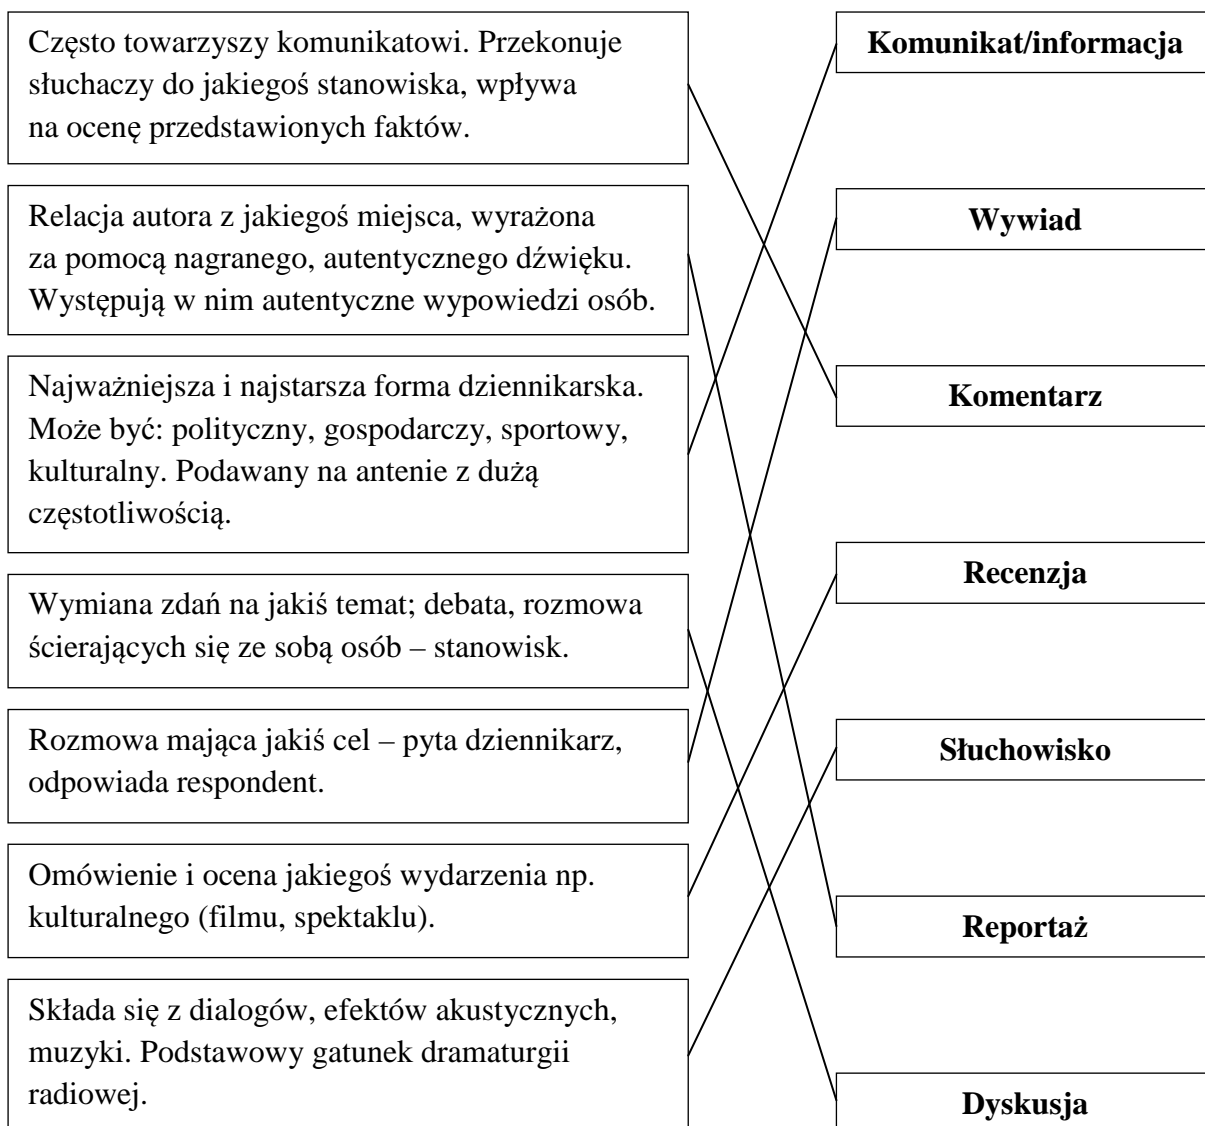 Często towarzyszy komunikatowi. Przekonuje
słuchaczy do jakiegoś stanowiska, wpływa
na ocenę przedstawionych faktów.
Relacja autora z jakiegoś miejsca, wyrażona
za pomocą nagranego, autentycznego dźwięku.
Występują w nim autentyczne wypowiedzi osób.
Najważniejsza i najstarsza forma dziennikarska.
Może być: polityczny, gospodarczy, sportowy,
kulturalny. Podawany na antenie z dużą
częstotliwością.
Wymiana zdań na jakiś temat; debata, rozmowa
ścierających się ze sobą osób – stanowisk.
Rozmowa mająca jakiś cel – pyta dziennikarz,
odpowiada respondent.
Omówienie i ocena jakiegoś wydarzenia np.
kulturalnego (filmu, spektaklu).
Składa się z dialogów, efektów akustycznych,
muzyki. Podstawowy gatunek dramaturgii
radiowej.
Komunikat/informacja
Wywiad
Komentarz
Recenzja
Słuchowisko
Reportaż
Dyskusja